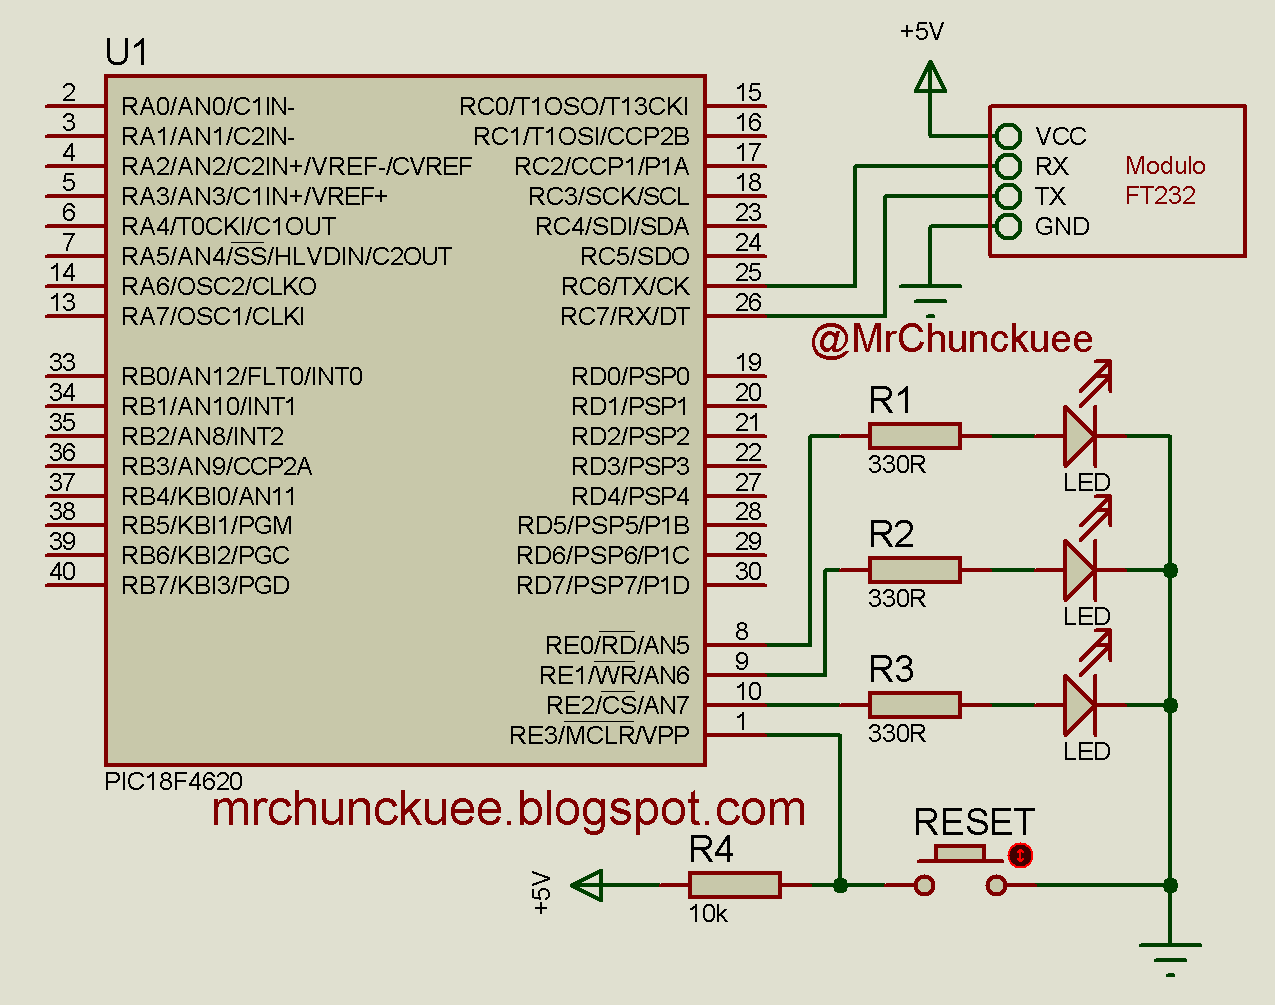 U1
2 RA0/AN0/C1IN-
3 RA1/AN1/C2IN-
4 RA2/AN2/C2IN+/VREF-/CVREF
5 RA3/AN3/C1IN+/VREF+
6 RA4/T0CKI/C1OUT
7 RA5/AN4/SS/HLVDIN/C2OUT
14 RA6/OSC2/CLKO
13 RA7/OSC1/CLKI
33 RB0/AN12/FLT0/INT0
34 RB1/AN10/INT1
35 RB2/AN8/INT2
36 RB3/AN9/CCP2A
37 RB4/KBI0/AN11
38 RB5/KBI1/PGM
39 RB6/KBI2/PGC
40 RB7/KBI3/PGD
RC0/T1OSO/T13CKI 15
RC1/T1OSI/CCP2B 16
RC2/CCP1/P1A 17
RC3/SCK/SCL 18
RC4/SDI/SDA 23
RC5/SDO 24
RC6/TX/CK 25
RC7/RX/DT 26
RD0/PSP0 19
RD1/PSP1 20
RD2/PSP2 21
RD3/PSP3 22
RD4/PSP4 27
RD5/PSP5/P1B 28
RD6/PSP6/P1C 29
RD7/PSP7/P1D 30
RE0/RD/AN5 8
RE1/WR/AN6 9
RE2/CS/AN7 10
RE3/MCLR/VPP 1
PIC18F4620
mrchunckuee.blogspot.com
+5V
VCC
RX
TX
GND
Modulo
FT232
@MrChunckuee
R1
330R
LED
R2
330R
LED
R3
330R
LED
RESET
R4
10k
+5V